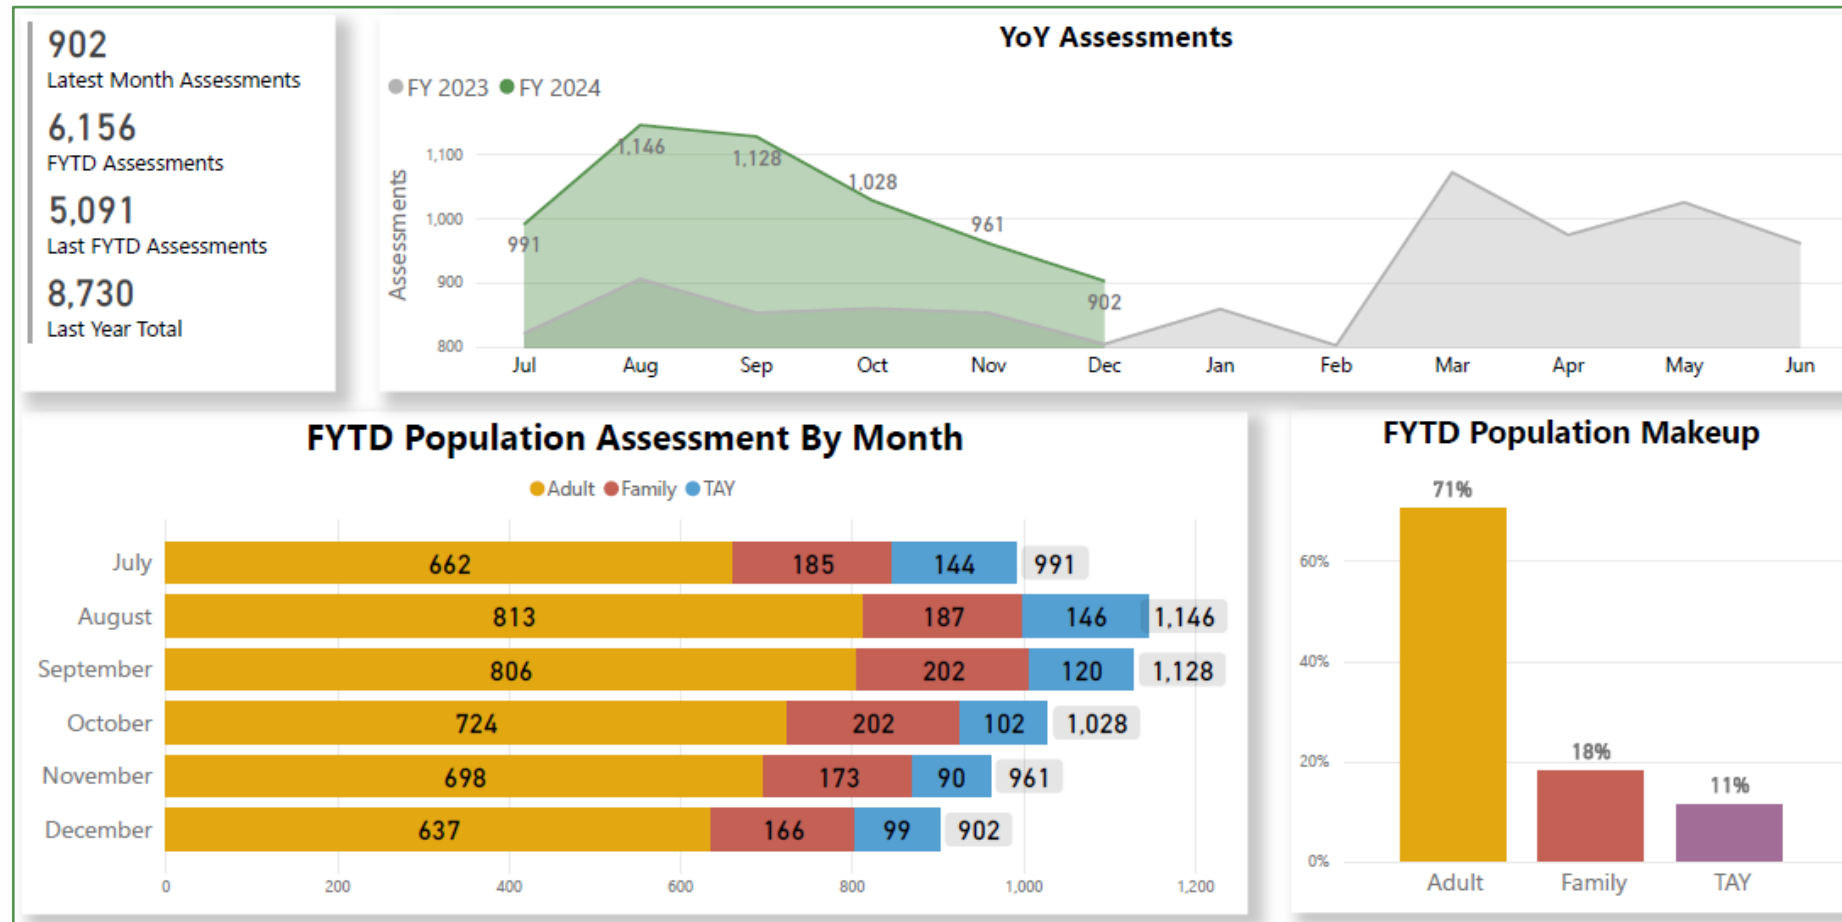 902
Latest Month Assessments
6,156
FYTD Assessments
5,091
Last FYTD Assessments
8,730
Last Year Total
YoY Assessments
FY 2023 FY 2024
Assessments
1,100
1,000
900
800
991
1,146
1,128
1,028
961
902
Jul Aug Sep Oct Nov Dec Jan Feb Mar Apr May Jun
FYTD Population Assessment By Month
Adult Family TAY
July 662 185 144 991
August 813 187 146 1,146
September 806 202 120 1,128
October 724 202 102 1,028
November 698 173 90 961
December 637 166 99 902
0 200 400 600 800 1,000 1,200
FYTD Population Makeup
60%
40%
20%
0%
71%
18%
11%
Adult Family TAY